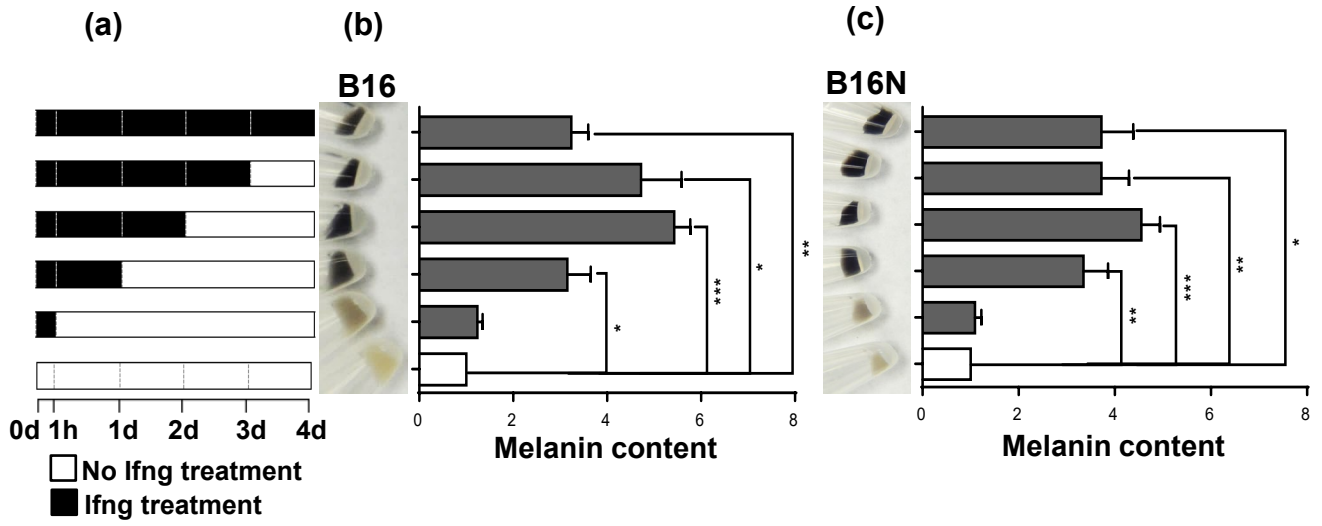 (a)
0d 1h 1d 2d 3d 4d
No Ifng treatment
Ifng treatment
(b)
B16
**
*
***
*
0 2 4 6 8
Melanin content
(c)
B16N
*
**
***
**
0 2 4 6 8
Melanin content